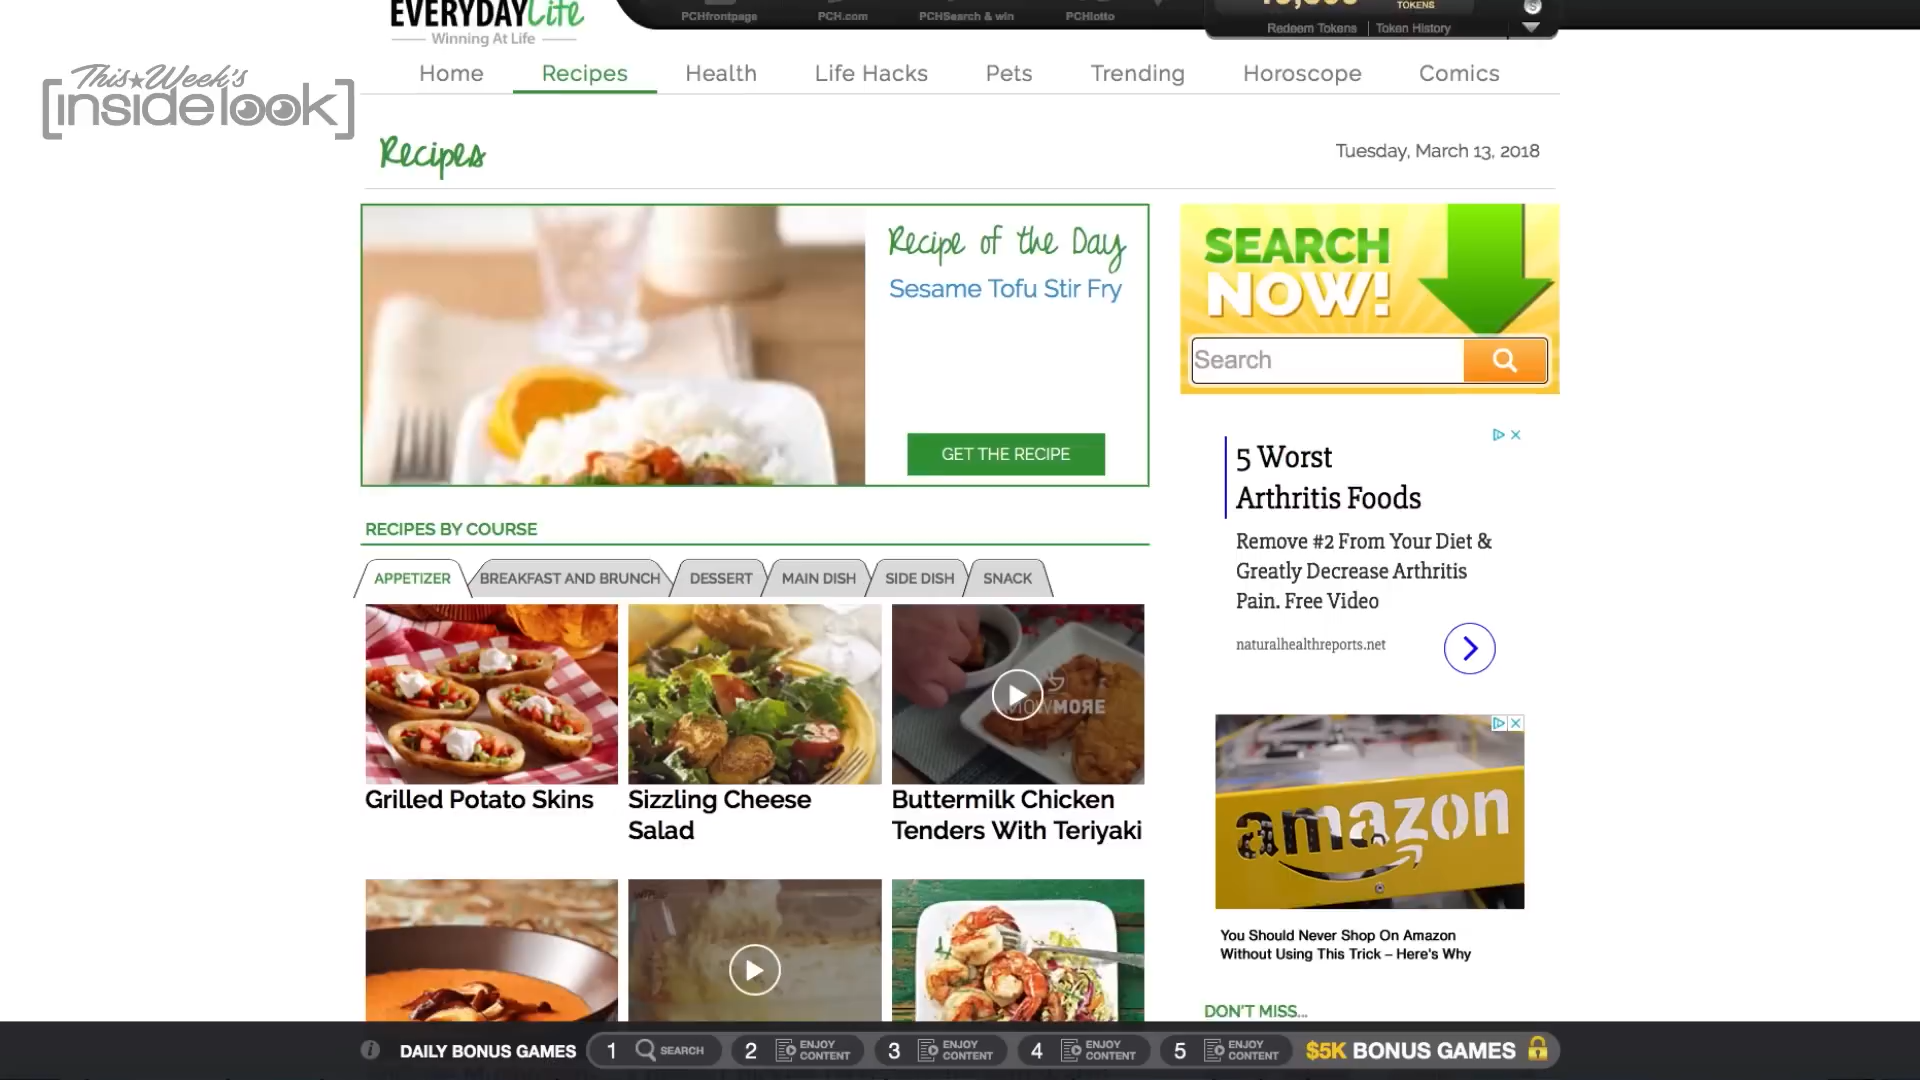 EVERYDAY Life
Winning At Life
PCHfrontpage
PCH.com
PCHSearch & win
PCHlotto
TOKENS
Redeem Tokens
Token History
This Week's
[insidelook]
Home
Recipes
Health
Life Hacks
Pets
Trending
Horoscope
Comics
Recipes
Tuesday, March 13, 2018
Recipe of the Day
Sesame Tofu Stir Fry
GET THE RECIPE
SEARCH
NOW!
Search
5 Worst
Arthritis Foods
Remove #2 From Your Diet &
Greatly Decrease Arthritis
Pain. Free Video
naturalhealthreports.net
RECIPES BY COURSE
APPETIZER
BREAKFAST AND BRUNCH
DESSERT
MAIN DISH
SIDE DISH
SNACK
Grilled Potato Skins
Sizzling Cheese
Salad
Buttermilk Chicken
Tenders With Teriyaki
amazon
You Should Never Shop On Amazon
Without Using This Trick – Here's Why
DON'T MISS...
DAILY BONUS GAMES
1 SEARCH
2 ENJOY
CONTENT
3 ENJOY
CONTENT
4 ENJOY
CONTENT
5 ENJOY
CONTENT
$5K BONUS GAMES